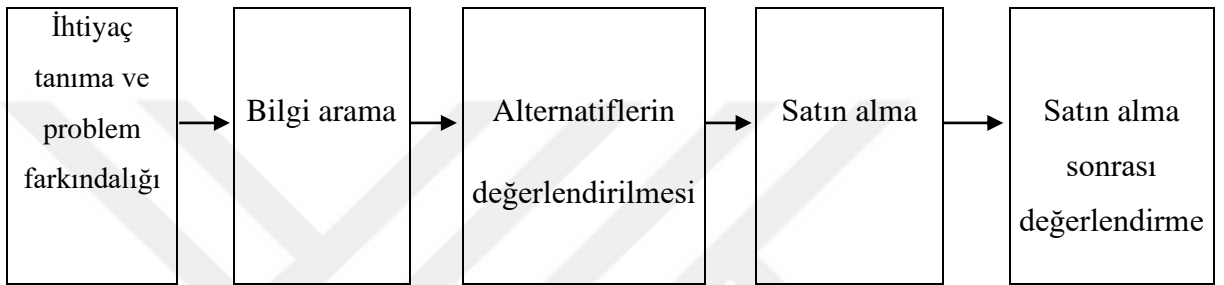 İhtiyaç
tanıma ve
problem
farkındalığı
Bilgi arama
Alternatiflerin
değerlendirilmesi
Satın alma
Satın alma
sonrası
değerlendirme